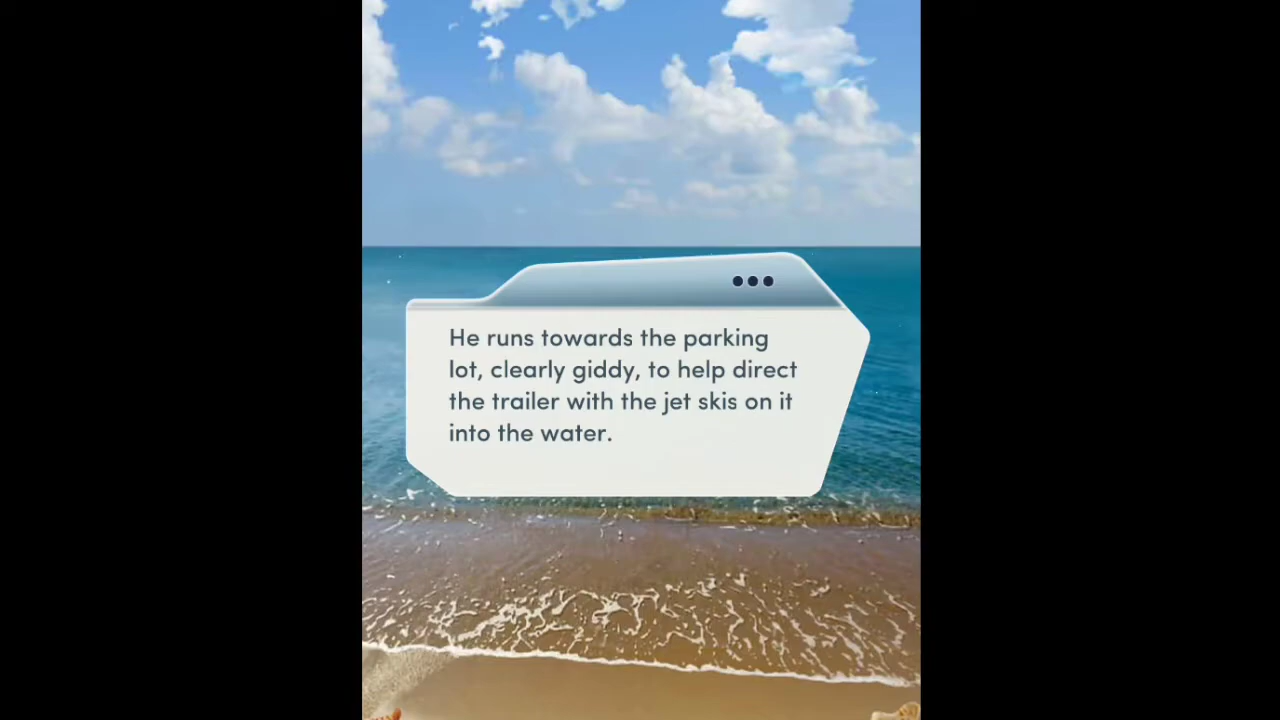 He runs towards the parking
lot, clearly giddy, to help direct
the trailer with the jet skis on it
into the water.